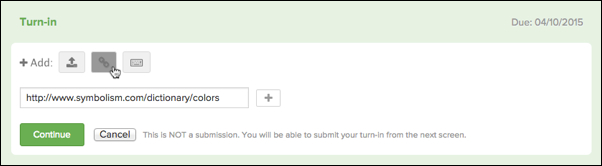 Turn-in Due: 04/10/2015
+ Add:
http://www.symbolism.com/dictionary/colors +
Continue Cancel This is NOT a submission. You will be able to submit your turn-in from the next screen.